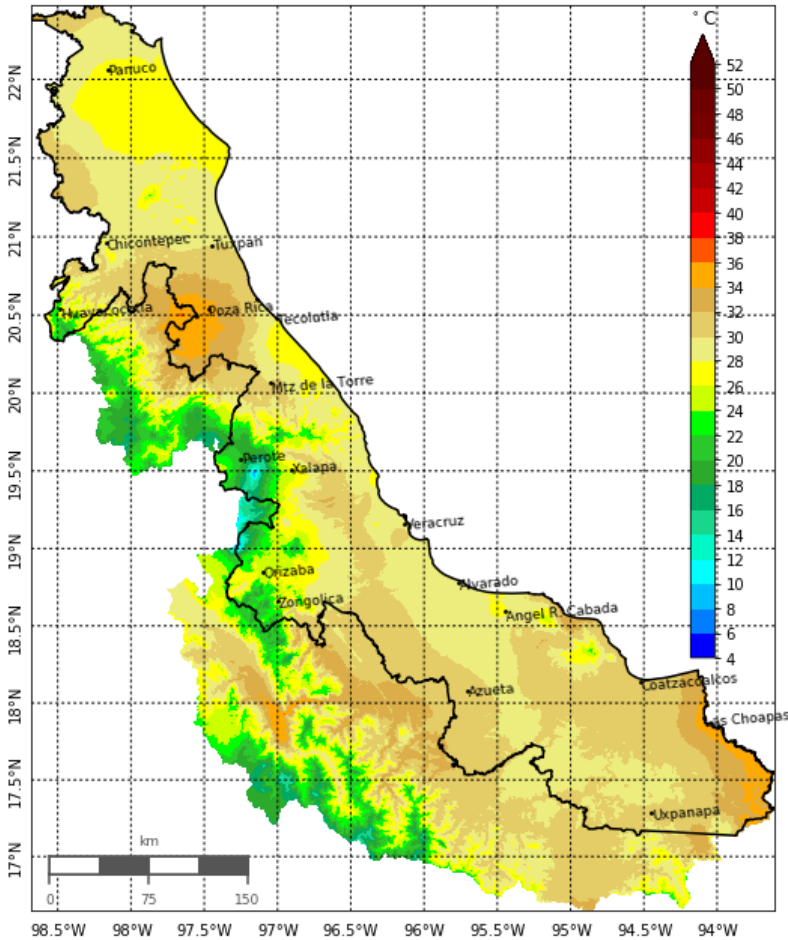 ° C
52
50
48
46
44
42
40
38
36
34
32
30
28
26
24
22
20
18
16
14
12
10
8
6
4
22°N
21.5°N
21°N
20.5°N
20°N
19.5°N
19°N
18.5°N
18°N
17.5°N
17°N
Panuco
Chicontepec
Tuxpan
Huayacocotla
Poza Rica
Tecolutla
Mtz de la Torre
Perote
Xalapa
Veracruz
Orizaba
Alvarado
Zongolica
Angel R. Cabada
Coatzacoalcos
Azueta
Las Choapas
Uxpanapa
km
0 75 150
98.5°W 98°W 97.5°W 97°W 96.5°W 96°W 95.5°W 95°W 94.5°W 94°W